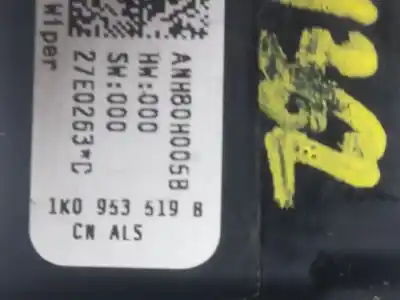 Wiper
ANH80H005B
HW:000
SW:000
27E0263*C
1K0 953 519 B
CN ALS